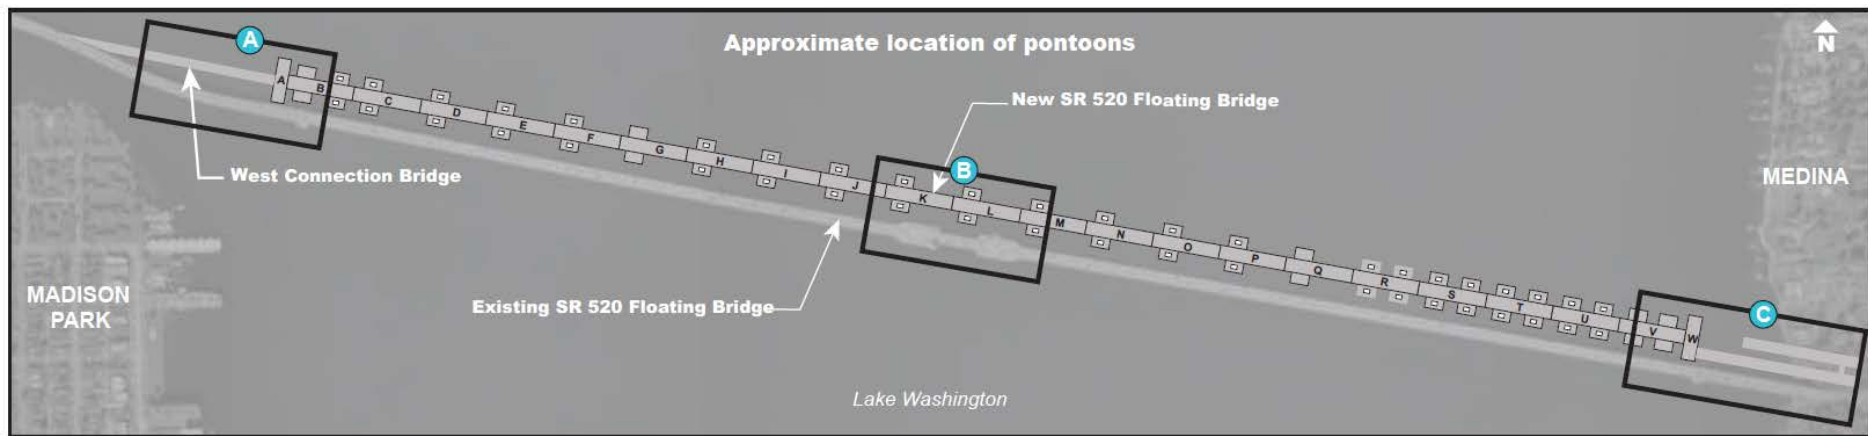 Approximate location of pontoons
N
A
B
C
A
B
C
D
E
F
G
H
I
J
K
L
M
N
O
P
Q
R
S
T
U
V
W
New SR 520 Floating Bridge
West Connection Bridge
Existing SR 520 Floating Bridge
MEDINA
MADISON
PARK
Lake Washington